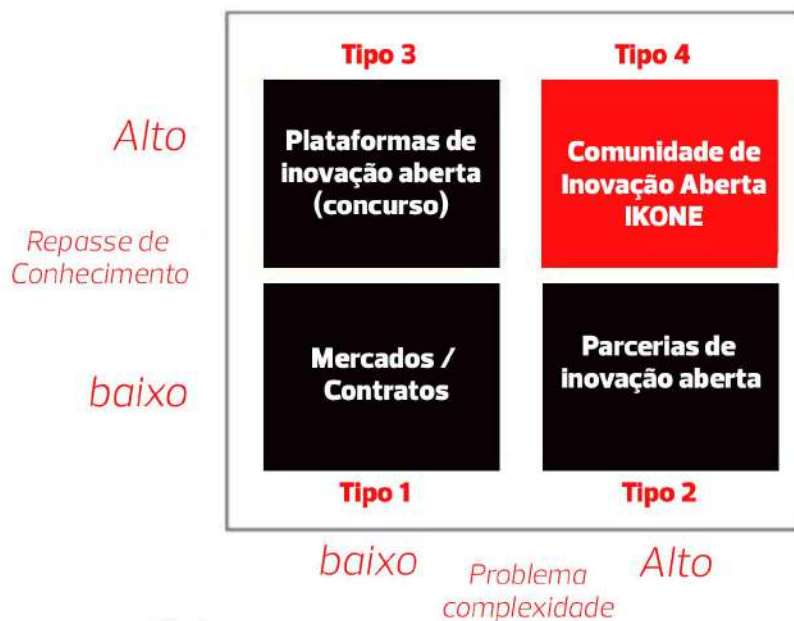 Tipo 3
Tipo 4
Alto
Plataformas de
inovação aberta
(concurso)
Comunidade de
Inovação Aberta
IKONE
Repasse de
Conhecimento
baixo
Mercados /
Contratos
Parcerias de
inovação aberta
Tipo 1
Tipo 2
baixo
Problema
complexidade
Alto